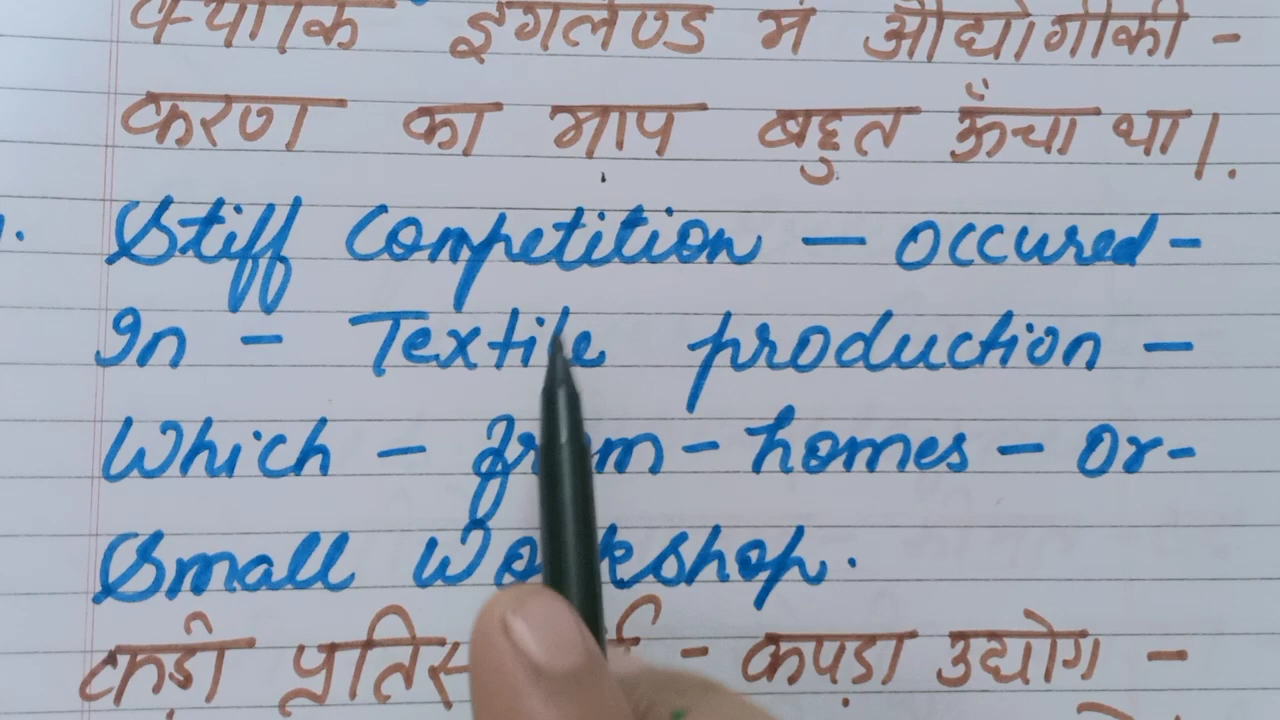 क्योंकि इंगलैण्ड में औद्योगीकी -
करण का माप बहुत ऊँचा था।.
Stiff Competition — Occured -
In - Textile production -
Which - from - homes - Or -
Small Workshop.
कड़ी - कपड़ा उद्योग -